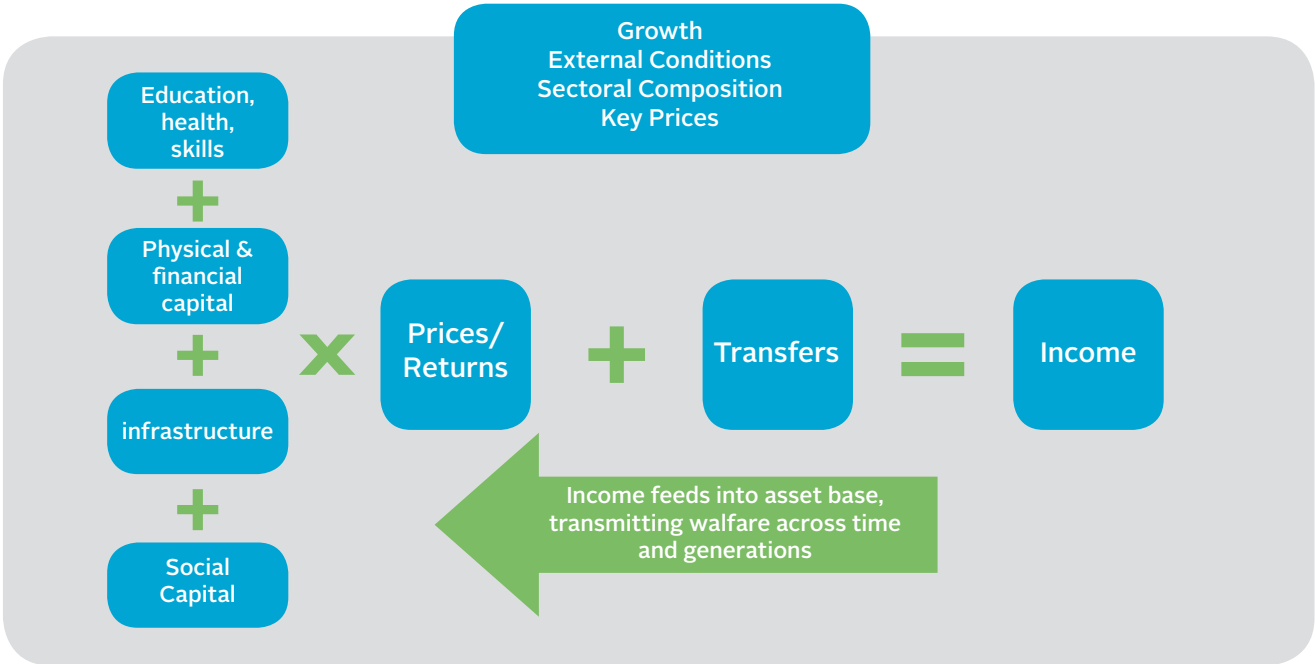 Growth
External Conditions
Sectoral Composition
Key Prices
Education,
health,
skills
+
Physical &
financial
capital
+
infrastructure
+
Social
Capital
x
Prices/
Returns
+
Transfers
=
Income
Income feeds into asset base,
transmitting welfare across time
and generations